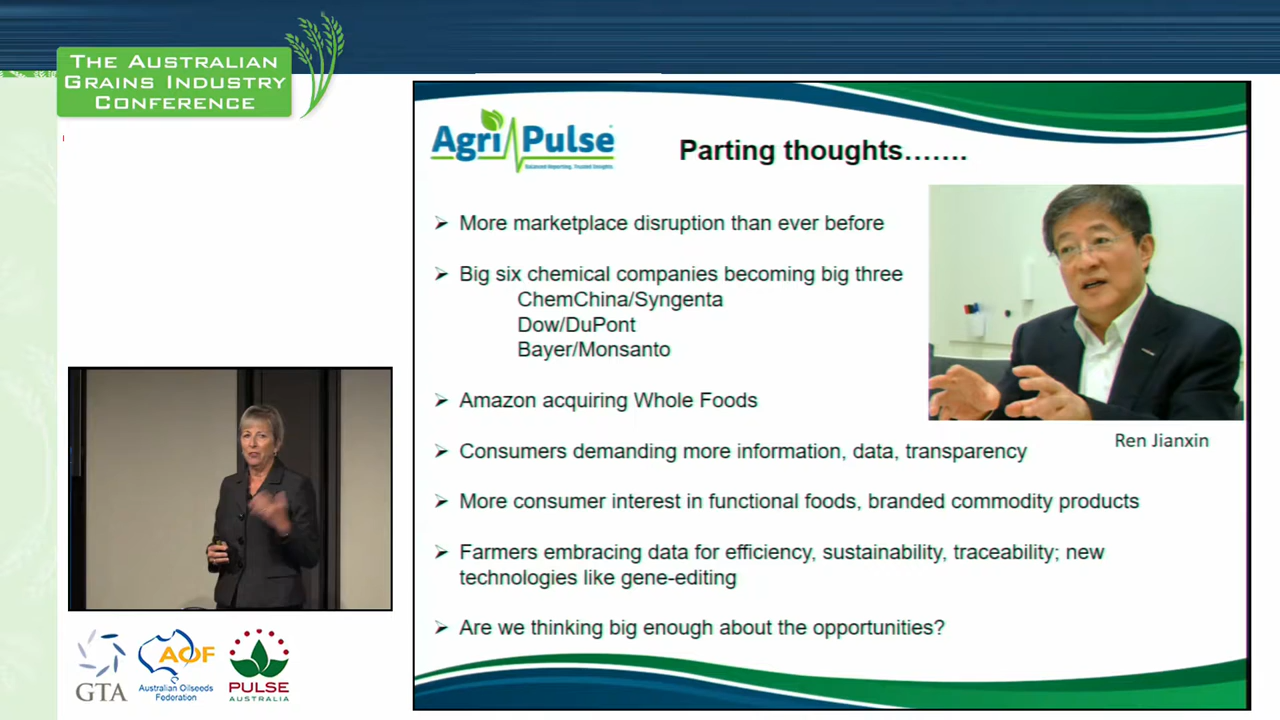 THE AUSTRALIAN
GRAINS INDUSTRY
CONFERENCE
Agri Pulse
Balanced Reporting. Trusted Insights.
Parting thoughts…….
More marketplace disruption than ever before
Big six chemical companies becoming big three
ChemChina/Syngenta
Dow/DuPont
Bayer/Monsanto
Amazon acquiring Whole Foods
Ren Jianxin
Consumers demanding more information, data, transparency
More consumer interest in functional foods, branded commodity products
Farmers embracing data for efficiency, sustainability, traceability; new
technologies like gene-editing
Are we thinking big enough about the opportunities?
GTA
AOF
Australian Oilseeds
Federation
PULSE
AUSTRALIA